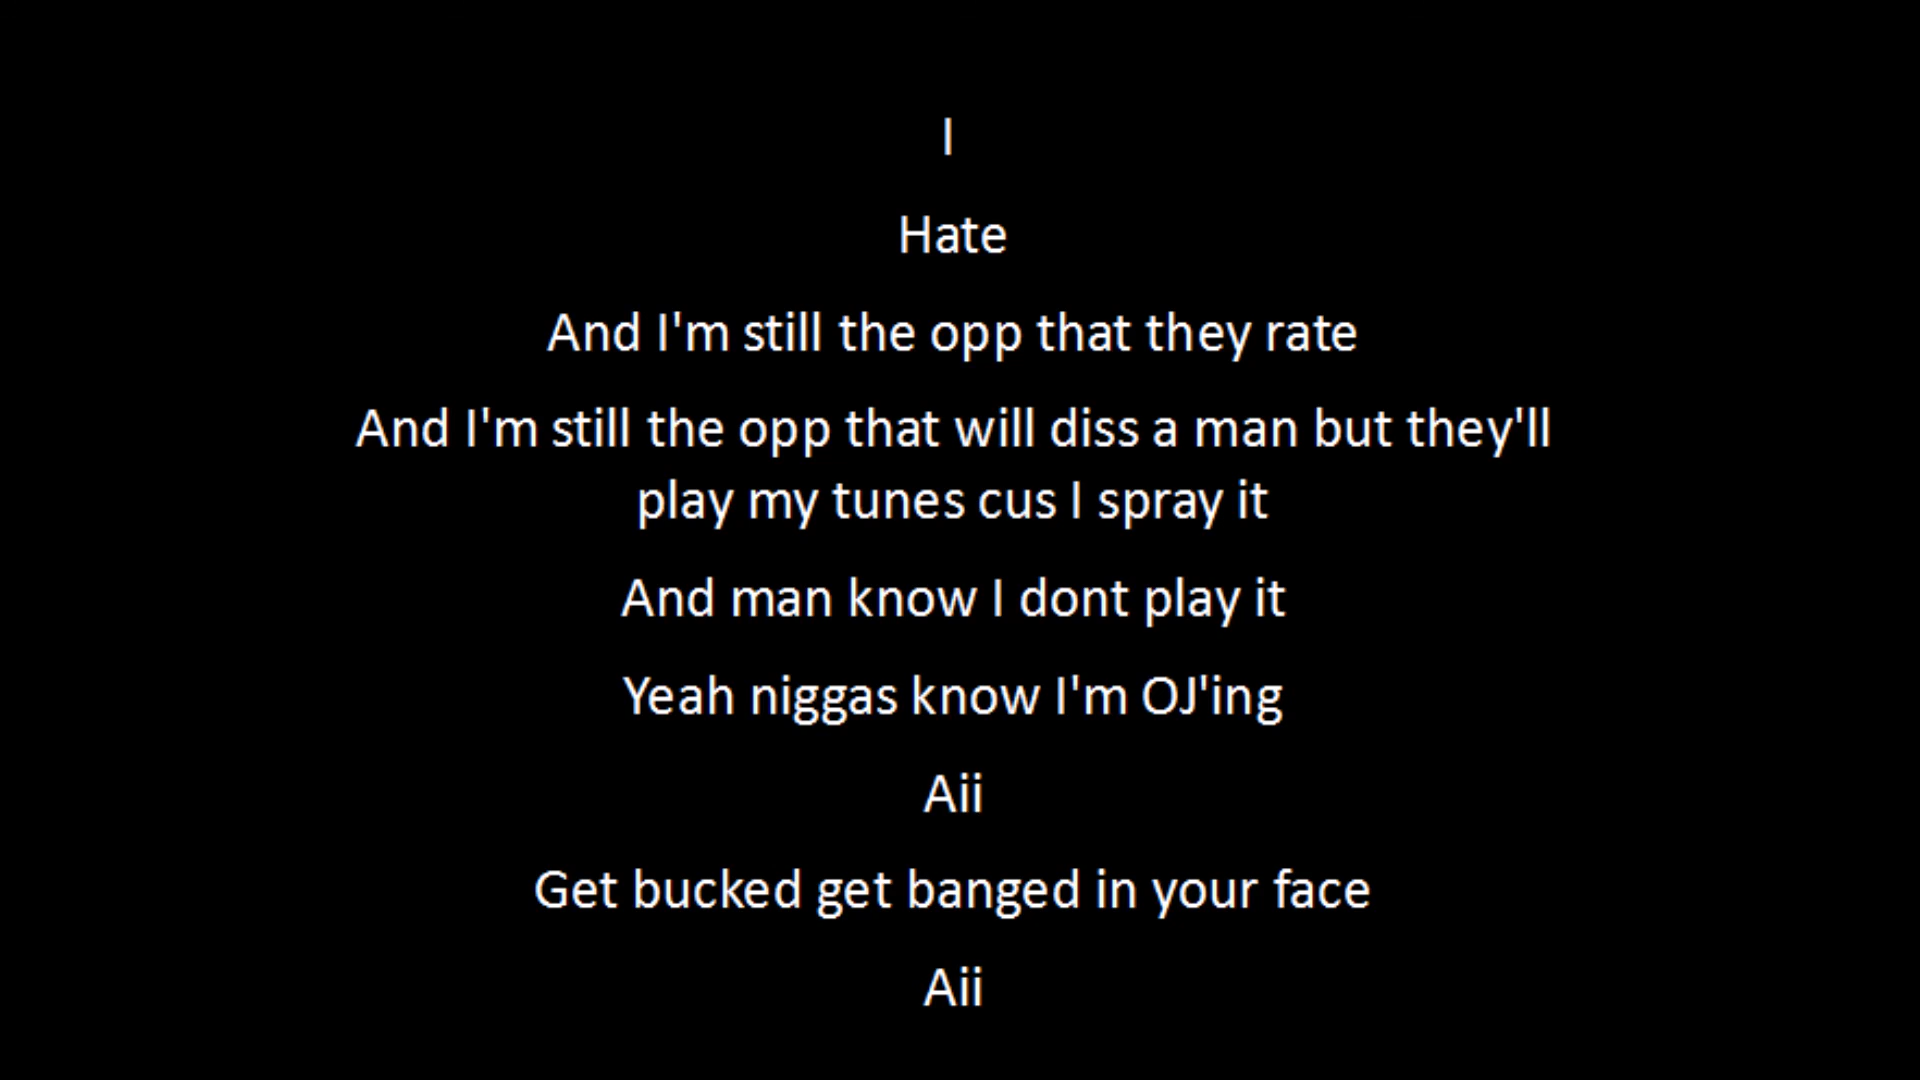 I
Hate
And I'm still the opp that they rate
And I'm still the opp that will diss a man but they'll
play my tunes cus I spray it
And man know I dont play it
Yeah niggas know I'm OJ'ing
Aii
Get bucked get banged in your face
Aii